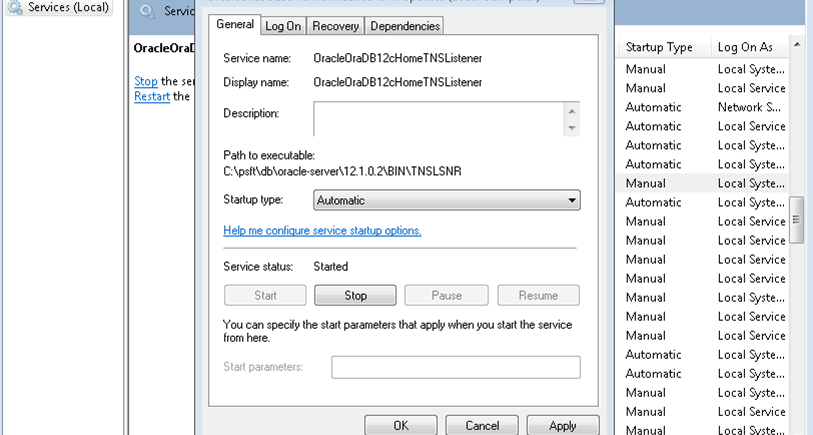 Services (Local)
Servic
General
Log On
Recovery
Dependencies
OracleOraD
Stop the ser
Restart the
Service name:
OracleOraDB12cHomeTNSListener
Display name:
OracleOraDB12cHomeTNSListener
Description:
Path to executable:
C:\psft\db\oracle-server\12.1.0.2\BIN\TNSLSNR
Startup type:
Automatic
Help me configure service startup options.
Service status:
Started
Start
Stop
Pause
Resume
You can specify the start parameters that apply when you start the service
from here.
Start parameters:
OK
Cancel
Apply
Startup Type
Log On As
Manual
Local Syste...
Manual
Local Service
Automatic
Network S...
Automatic
Local Service
Automatic
Local Syste...
Automatic
Local Syste...
Manual
Local Syste...
Automatic
Local Syste...
Manual
Local Service
Manual
Local Service
Manual
Local Service
Manual
Local Service
Manual
Local Syste...
Manual
Local Service
Manual
Local Service
Automatic
Local Syste...
Automatic
Local Syste...
Manual
Local Syste...
Manual
Local Service
Manual
Local Syste...